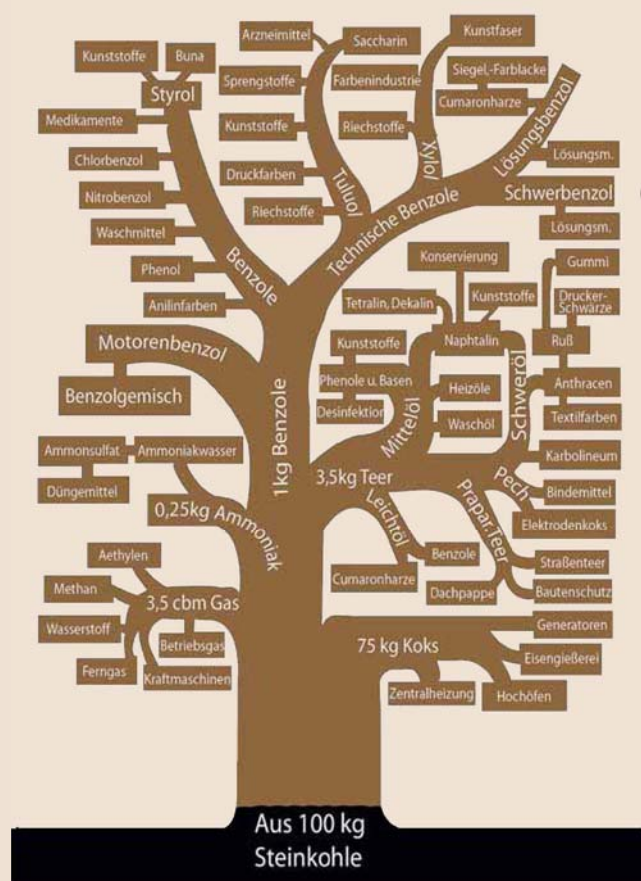 Kunststoffe
Buna
Styrol
Medikamente
Chlorbenzol
Nitrobenzol
Waschmittel
Phenol
Anilinfarben
Benzole
Motorenbenzol
Benzolgemisch
Arzneimittel
Saccharin
Sprengstoffe
Kunststoffe
Druckfarben
Riechstoffe
Tuluol
Kunstfaser
Farbenindustrie
Riechstoffe
Xylol
Technische Benzole
Siegel,-Farblacke
Cumaronharze
Lösungsbenzol
Lösungsm.
Schwerbenzol
Lösungsm.
1kg Benzole
Konservierung
Tetralin, Dekalin
Kunststoffe
Naphtalin
Kunststoffe
Phenole u. Basen
Desinfektion
Heizöle
Waschöl
Mittelöl
Gummi
Drucker-
Schwärze
Ruß
Anthracen
Textilfarben
Schweröl
3,5kg Teer
Karbolineum
Bindemittel
Elektrodenkoks
Pech
Straßenteer
Bautenschutz
Dachpappe
Prapar.Teer
Leichtöl
Benzole
Cumaronharze
Ammonsulfat
Ammoniakwasser
Düngemittel
0,25kg Ammoniak
Aethylen
Methan
Wasserstoff
Ferngas
Kraftmaschinen
Betriebsgas
3,5 cbm Gas
75 kg Koks
Generatoren
Eisengießerei
Hochöfen
Zentralheizung
Aus 100 kg
Steinkohle